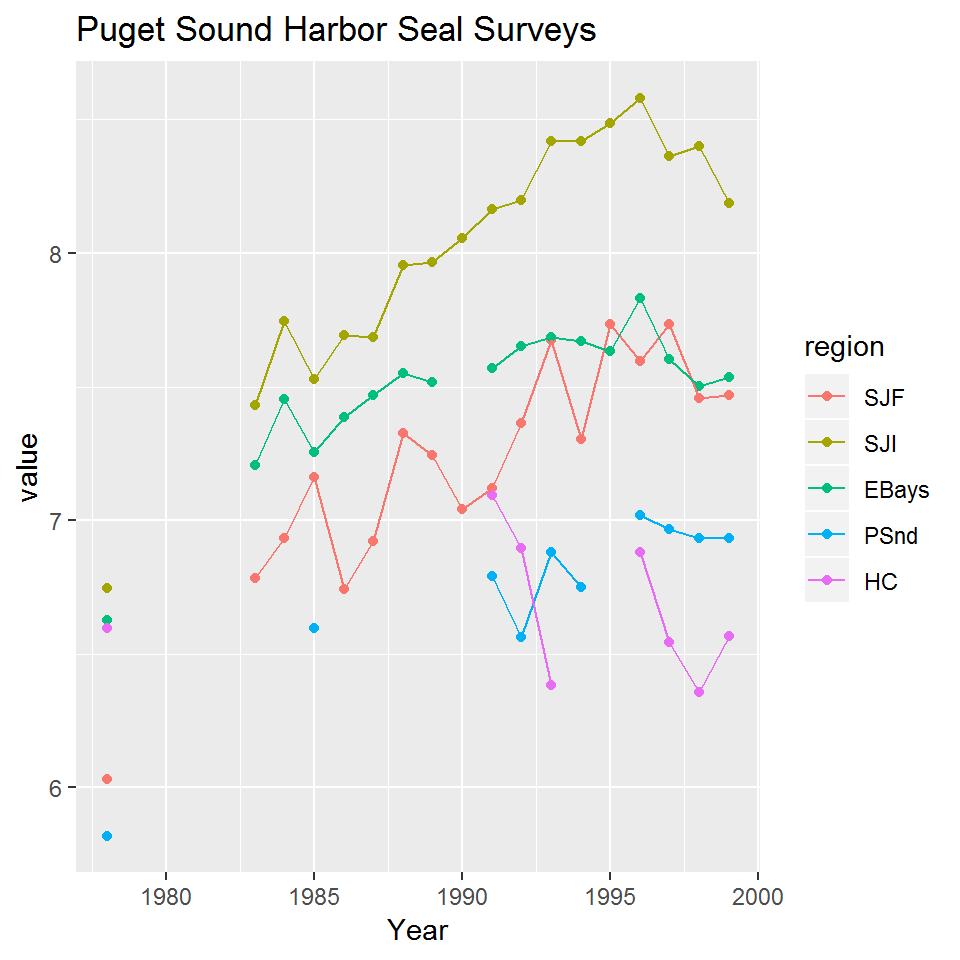 Puget Sound Harbor Seal Surveys
value
8
7
6
1980 1985 1990 1995 2000
Year
region
SJF
SJI
EBays
PSnd
HC